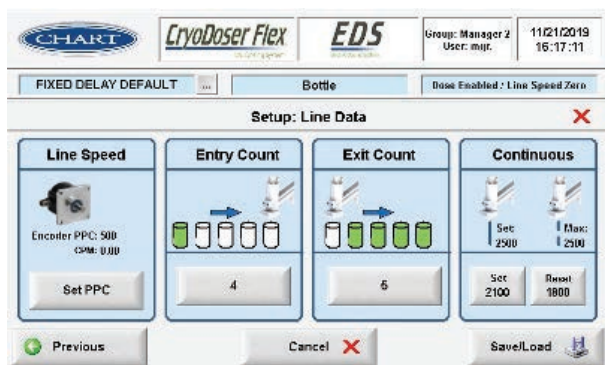 CHART
CryoDoser Flex
EDS
Group: Manager 2
User: mjr.
11/21/2019
16:17:11
FIXED DELAY DEFAULT
...
Bottle
Dose Enabled / Line Speed Zero
Setup: Line Data
Line Speed
Encoder PPC: 500
CPM: 0.00
Set PPC
Entry Count
4
Exit Count
5
Continuous
Set:
2500
Max:
2500
Set
2100
Reset
1800
Previous
Cancel
Save/Load